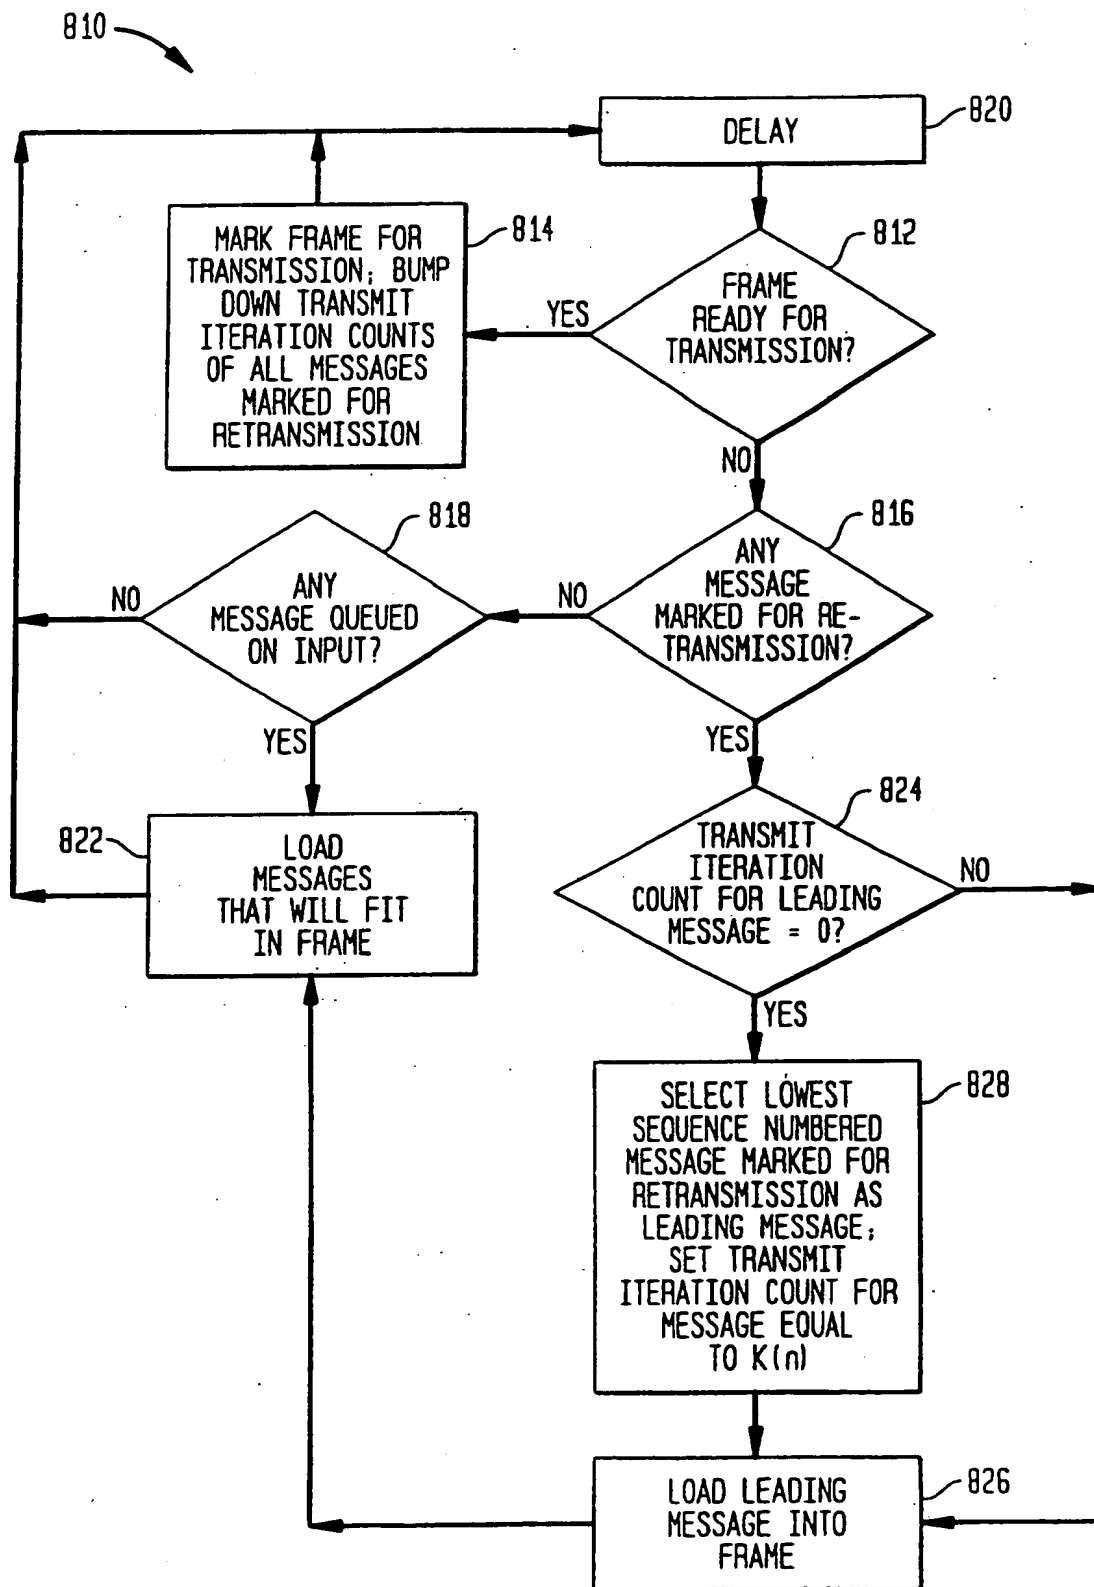 810
DELAY
820
MARK FRAME FOR
TRANSMISSION; BUMP
DOWN TRANSMIT
ITERATION COUNTS
OF ALL MESSAGES
MARKED FOR
RETRANSMISSION
814
YES
FRAME
READY FOR
TRANSMISSION?
812
NO
ANY
MESSAGE QUEUED
ON INPUT?
818
NO
YES
NO
ANY
MESSAGE
MARKED FOR RE-
TRANSMISSION?
816
YES
822
LOAD
MESSAGES
THAT WILL FIT
IN FRAME
TRANSMIT
ITERATION
COUNT FOR LEADING
MESSAGE = 0?
824
NO
YES
SELECT LOWEST
SEQUENCE NUMBERED
MESSAGE MARKED FOR
RETRANSMISSION AS
LEADING MESSAGE;
SET TRANSMIT
ITERATION COUNT FOR
MESSAGE EQUAL
TO K(n)
828
LOAD LEADING
MESSAGE INTO
FRAME
826